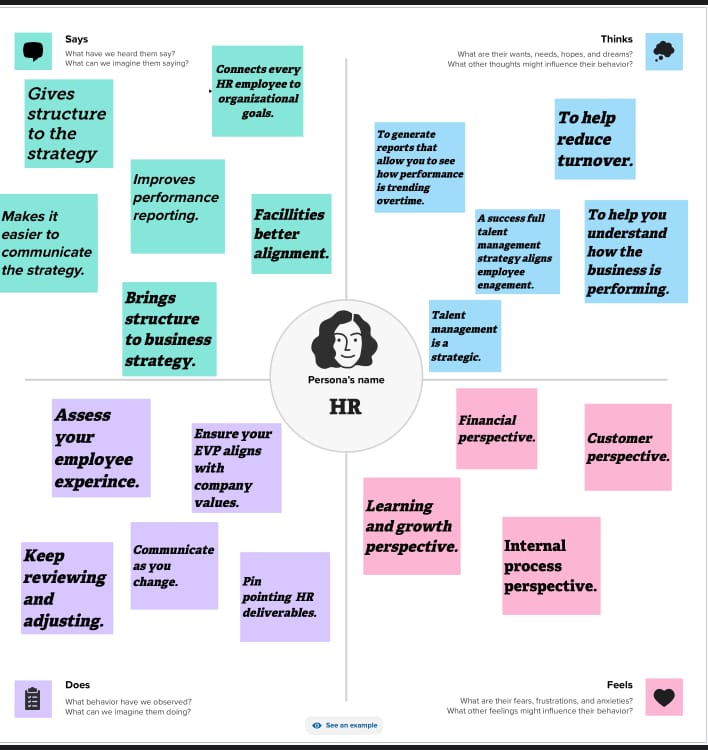 Says
What have we heard them say?
What can we imagine them saying?
Gives
structure
to the
strategy
Connects every
HR employee to
organizational
goals.
Improves
performance
reporting.
Makes it
easier to
communicate
the strategy.
Facillities
better
alignment.
Brings
structure
to business
strategy.
Thinks
What are their wants, needs, hopes, and dreams?
What other thoughts might influence their behavior?
To generate
reports that
allow you to see
how performance
is trending
overtime.
To help
reduce
turnover.
A success full
talent
management
strategy aligns
employee
enagement.
To help you
understand
how the
business is
performing.
Talent
management
is a
strategic.
Persona's name
HR
Assess
your
employee
experince.
Ensure your
EVP aligns
with
company
values.
Keep
reviewing
and
adjusting.
Communicate
as you
change.
Pin
pointing HR
deliverables.
Does
What behavior have we observed?
What can we imagine them doing?
Financial
perspective.
Customer
perspective.
Learning
and growth
perspective.
Internal
process
perspective.
Feels
What are their fears, frustrations, and anxieties?
What other feelings might influence their behavior?
See an example